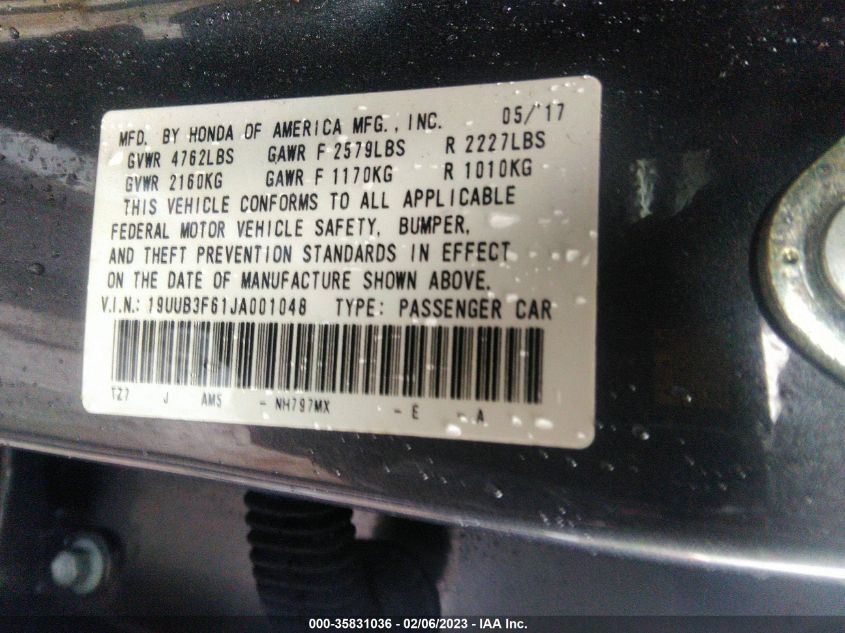 MFD. BY HONDA OF AMERICA MFG., INC. 05/'17
GVWR 4762LBS GAWR F 2579LBS R 2227LBS
GVWR 2160KG GAWR F 1170KG R 1010KG
THIS VEHICLE CONFORMS TO ALL APPLICABLE
FEDERAL MOTOR VEHICLE SAFETY, BUMPER,
AND THEFT PREVENTION STANDARDS IN EFFECT
ON THE DATE OF MANUFACTURE SHOWN ABOVE.
V.I.N.: 19UUB3F61JA001048 TYPE: PASSENGER CAR
TZ7 J AM5 - NH797MX - E - A
000-35831036 - 02/06/2023 - IAA Inc.